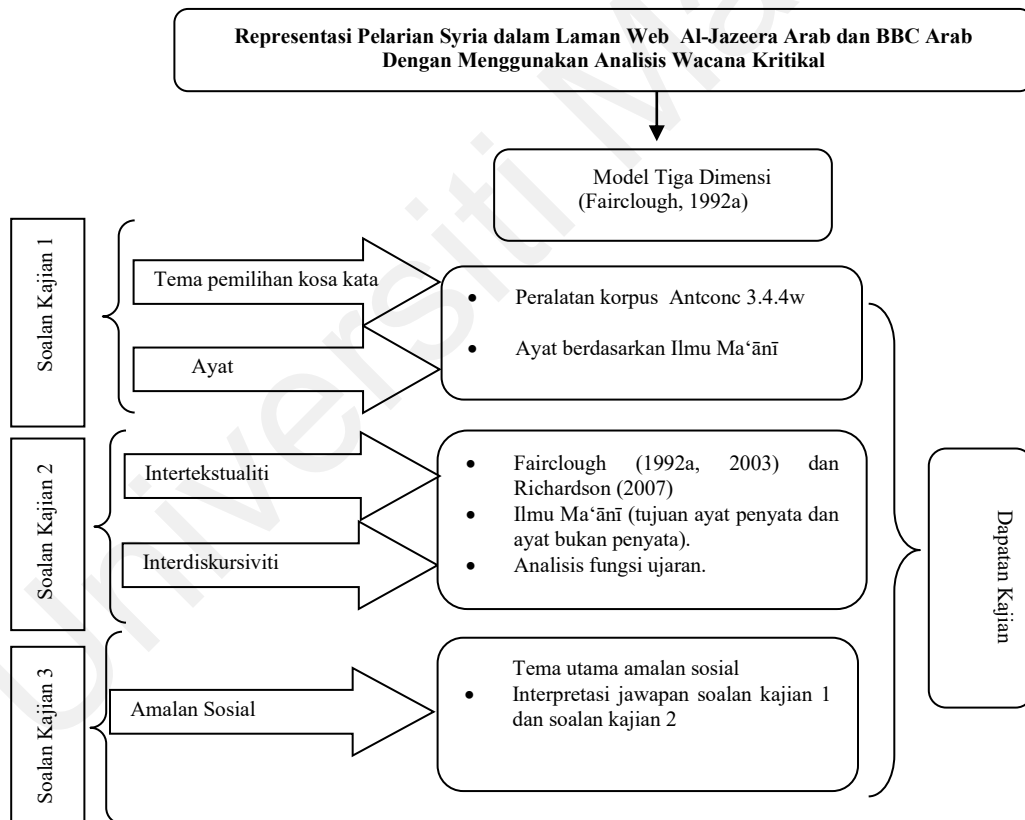 Representasi Pelarian Syria dalam Laman Web Al-Jazeera Arab dan BBC Arab
Dengan Menggunakan Analisis Wacana Kritikal
Model Tiga Dimensi
(Fairclough, 1992a)
Soalan Kajian 1
Tema pemilihan kosa kata
Ayat
• Peralatan korpus Antconc 3.4.4w
• Ayat berdasarkan Ilmu Ma‘ānī
Soalan Kajian 2
Intertekstualiti
Interdiskursiviti
• Fairclough (1992a, 2003) dan
Richardson (2007)
• Ilmu Ma‘ānī (tujuan ayat penyata dan
ayat bukan penyata).
• Analisis fungsi ujaran.
Soalan Kajian 3
Amalan Sosial
Tema utama amalan sosial
• Interpretasi jawapan soalan kajian 1
dan soalan kajian 2
Dapatan Kajian
Universiti Ma